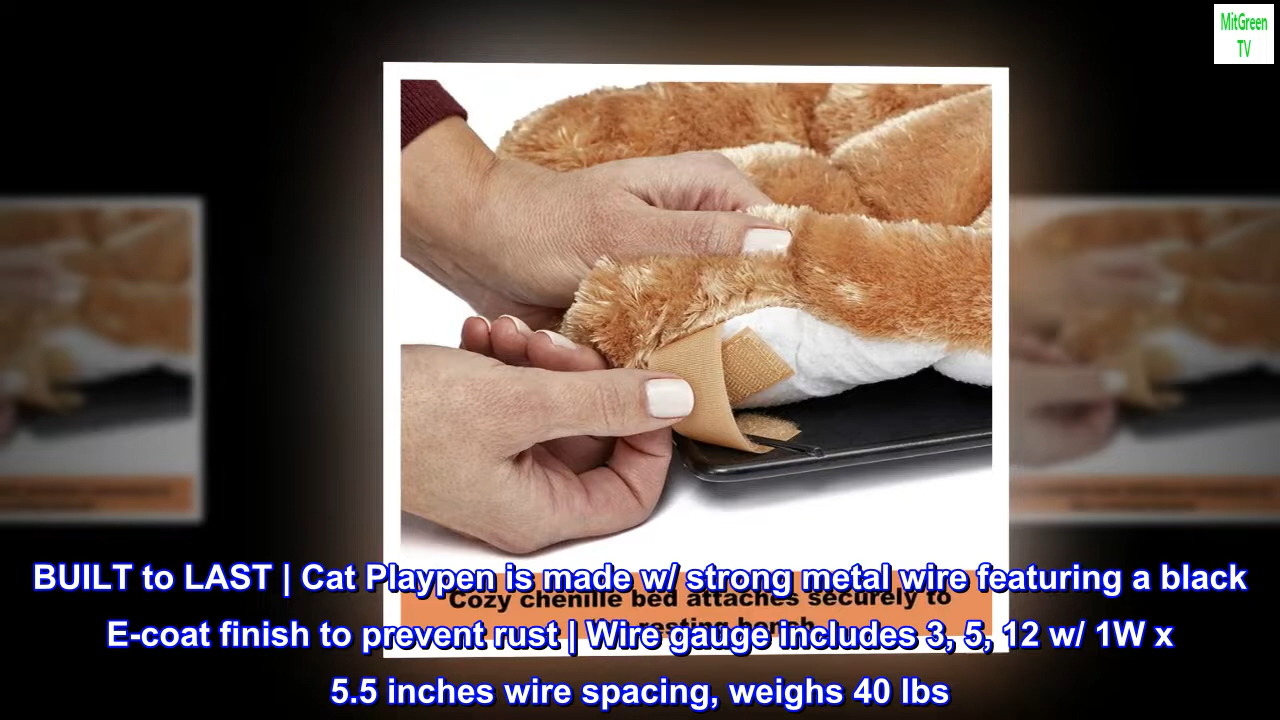 MitGreen
TV
BUILT to LAST | Cat Playpen is made w/ strong metal wire featuring a black
Cozy chenille bed attaches securely to
resting bench
E-coat finish to prevent rust | Wire gauge includes 3, 5, 12 w/ 1W x
5.5 inches wire spacing, weighs 40 lbs